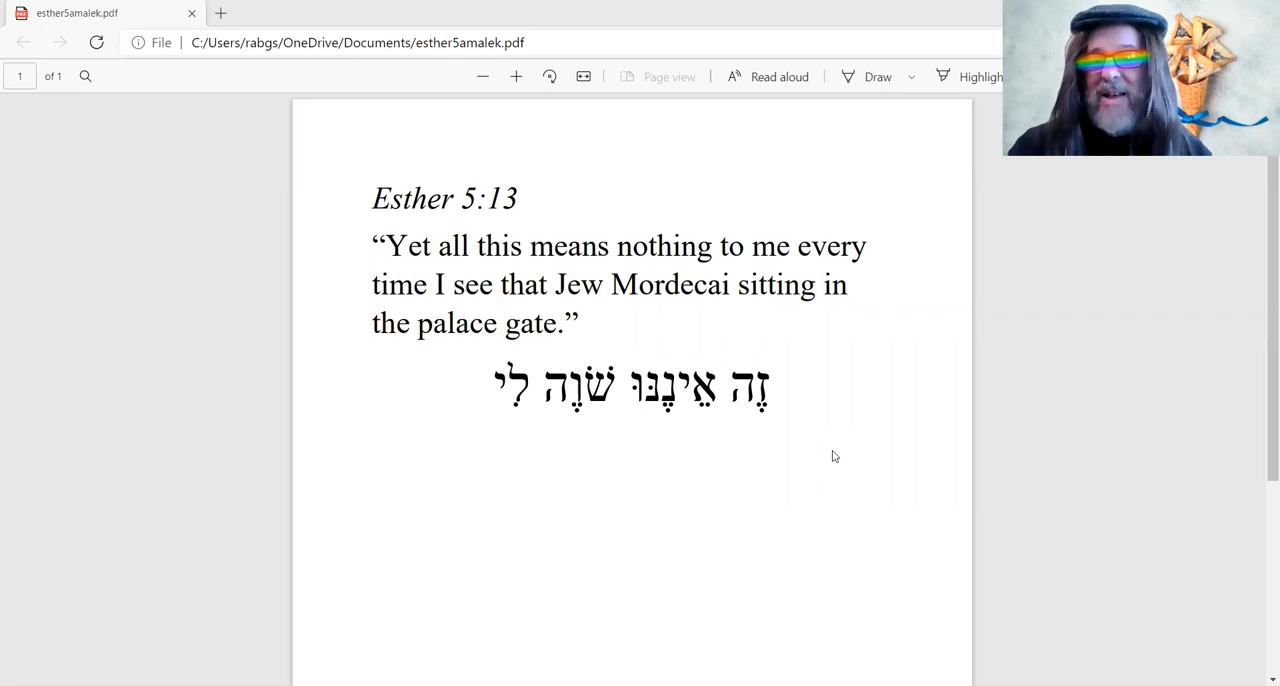 esther5amalek.pdf
File | C:/Users/rabgs/OneDrive/Documents/esther5amalek.pdf
1 of 1 Page view Read aloud Draw Highligh
Esther 5:13
“Yet all this means nothing to me every
time I see that Jew Mordecai sitting in
the palace gate.”
זֶה אֵינֶנּוּ שֹׁוֶה לִי